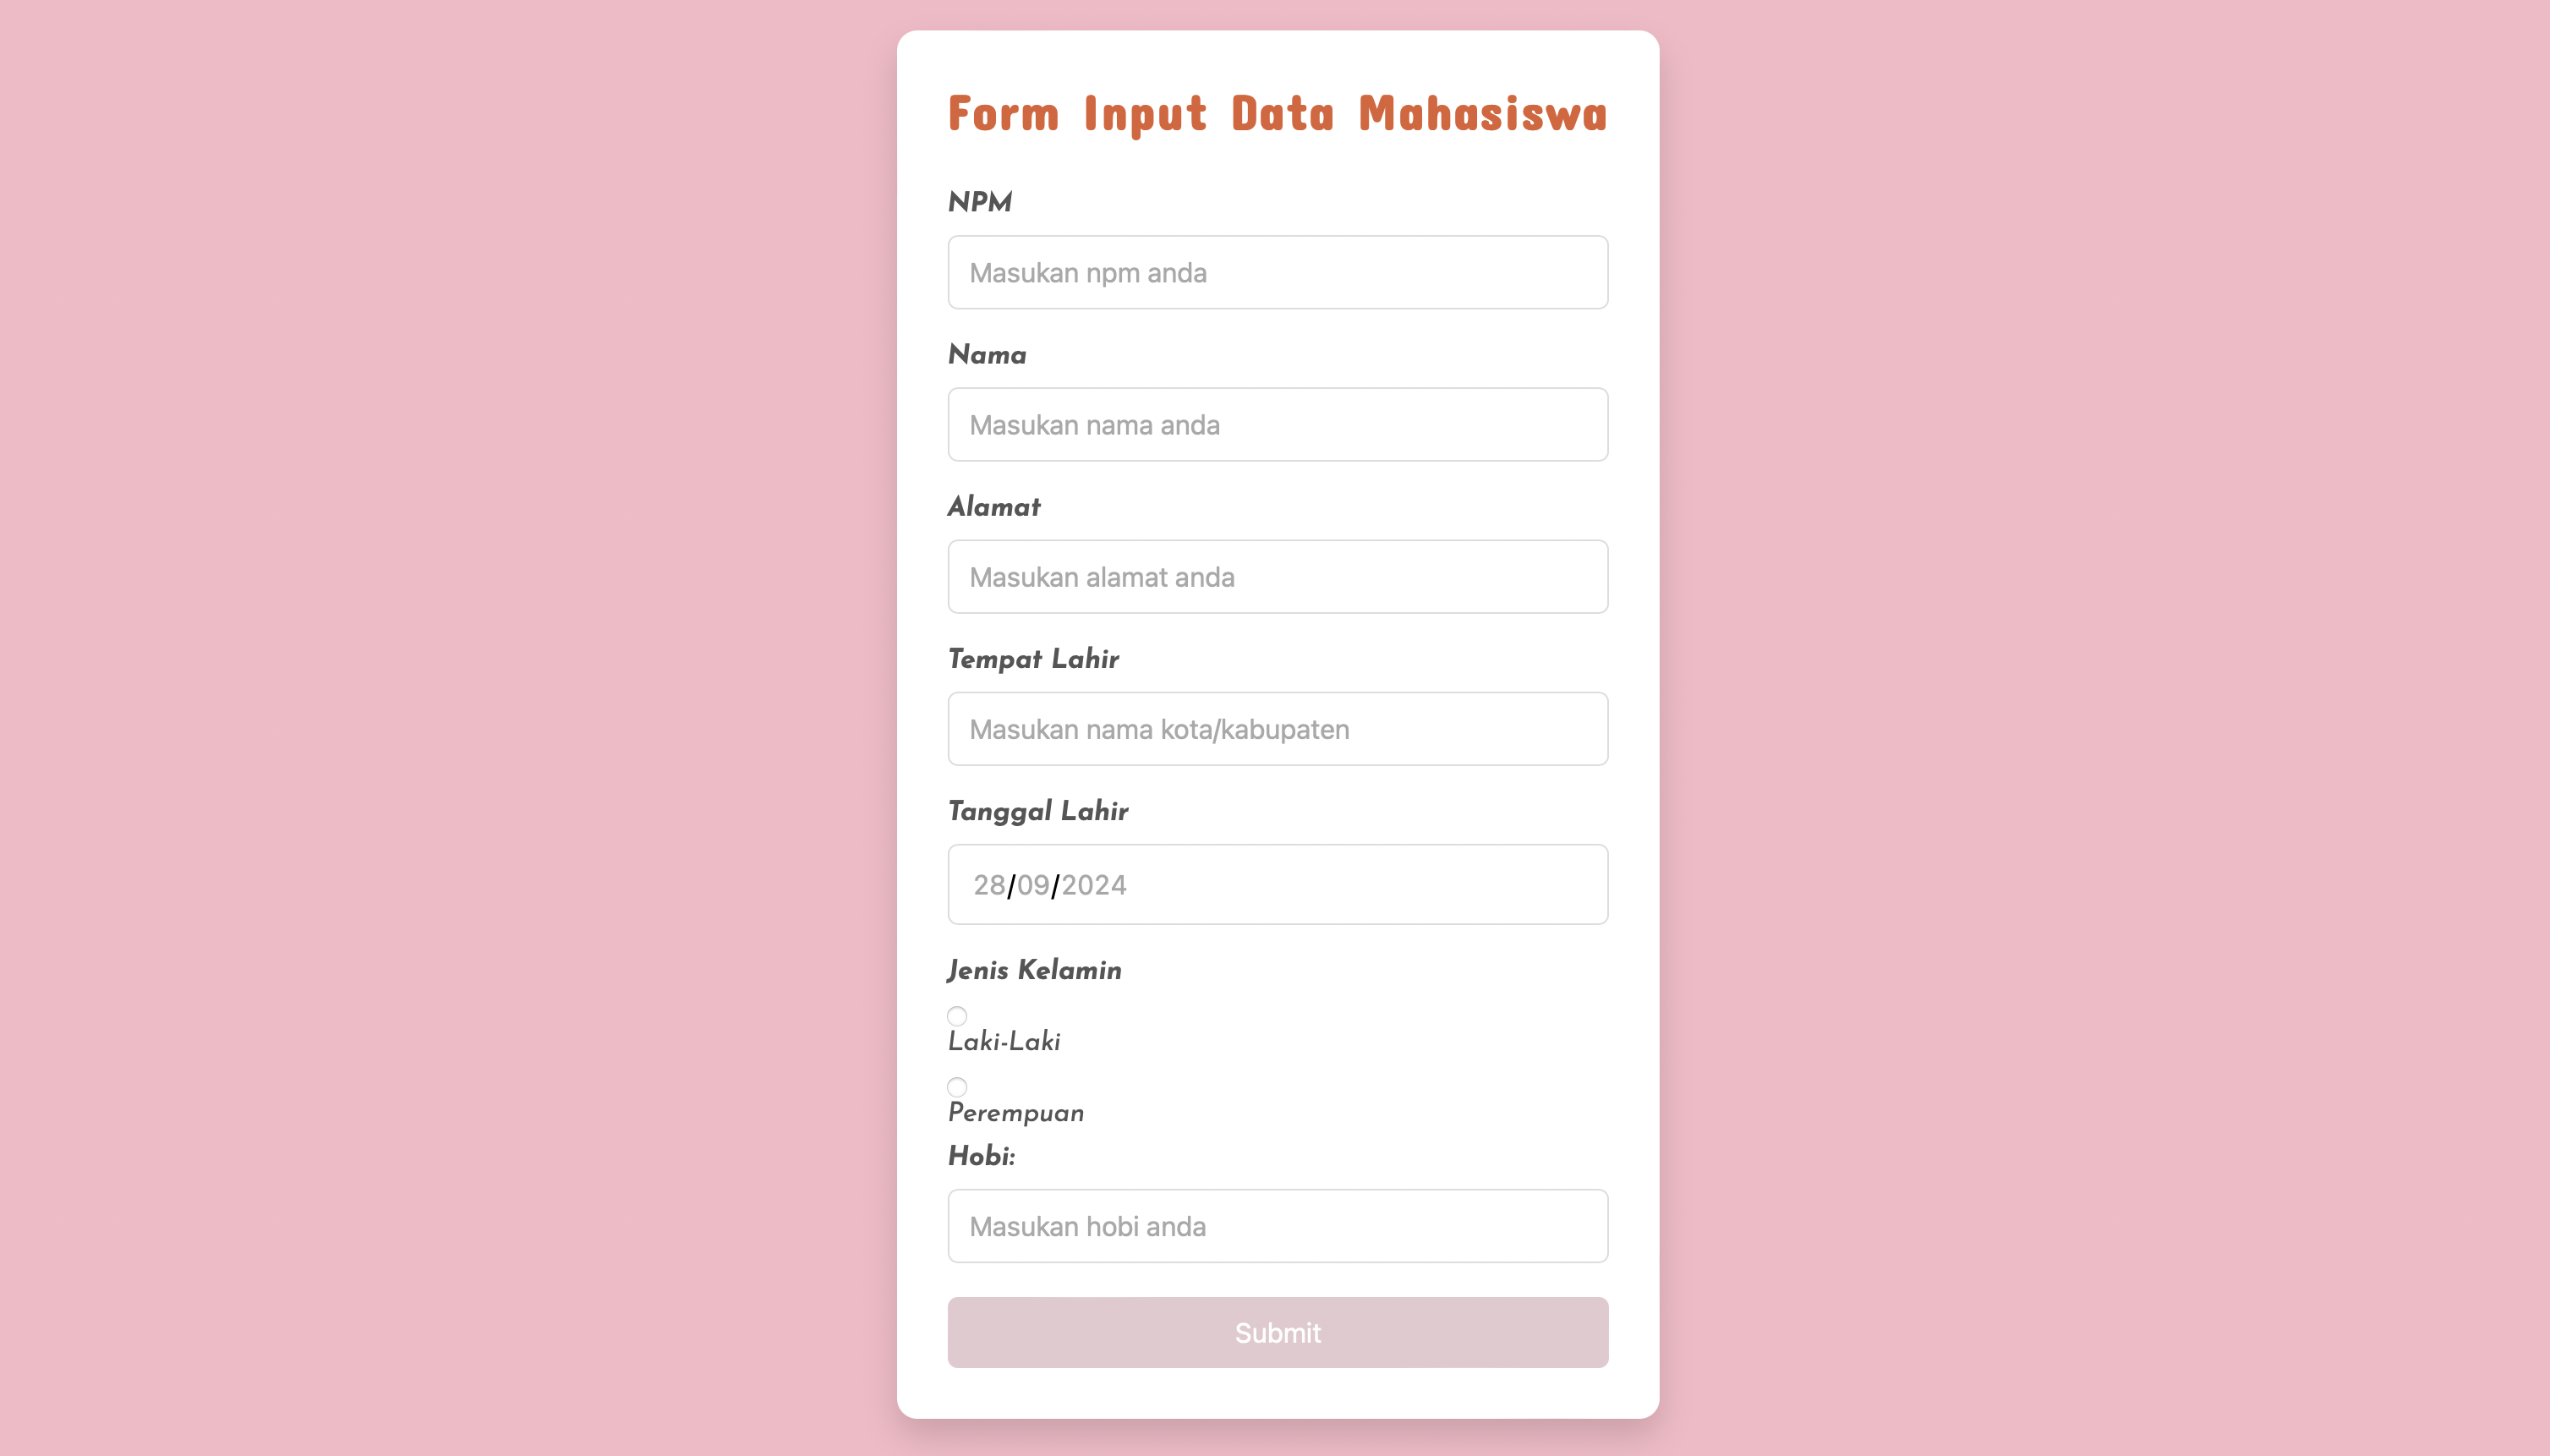 Form Input Data Mahasiswa
NPM
Masukan npm anda
Nama
Masukan nama anda
Alamat
Masukan alamat anda
Tempat Lahir
Masukan nama kota/kabupaten
Tanggal Lahir
28/09/2024
Jenis Kelamin
Laki-Laki
Perempuan
Hobi:
Masukan hobi anda
Submit